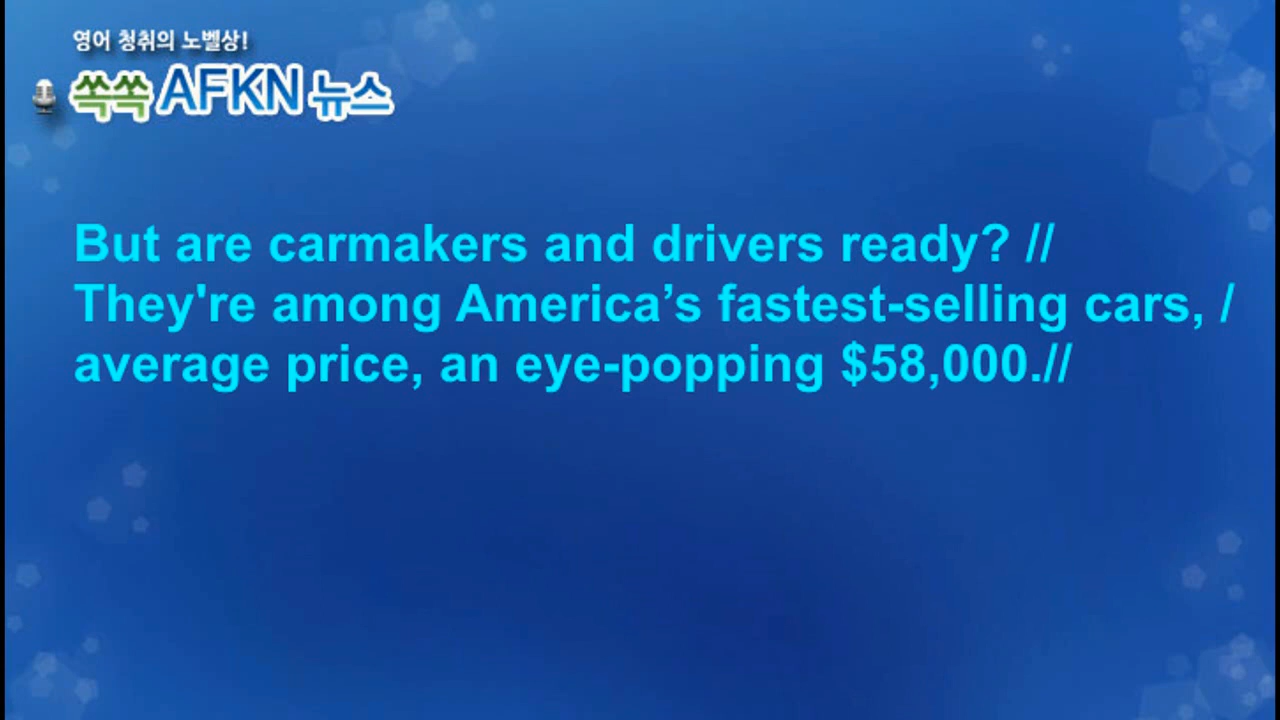 영어 청취의 노벨상!
쏙쏙 AFKN 뉴스
But are carmakers and drivers ready? //
They're among America’s fastest-selling cars, /
average price, an eye-popping $58,000.//